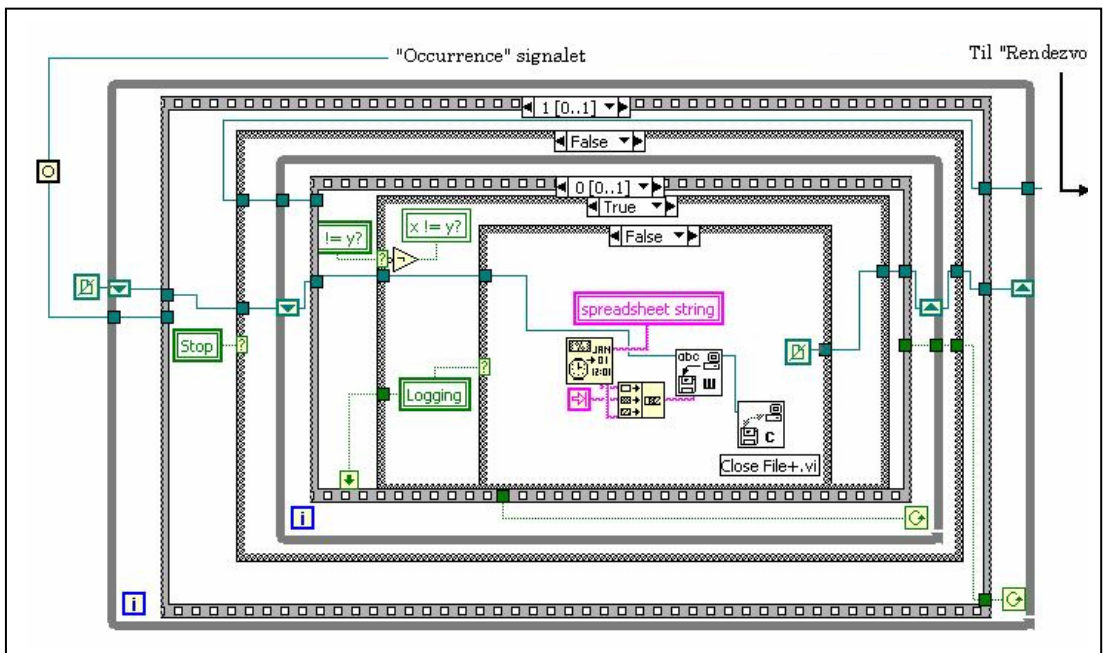 "Occurrence" signalet
Til "Rendezvo
1 [0..1]
False
0 [0..1]
True
!= y?
x != y?
False
spreadsheet string
Stop
JAN
01
12:01
abc
W
Logging
C
Close File+.vi
i
i